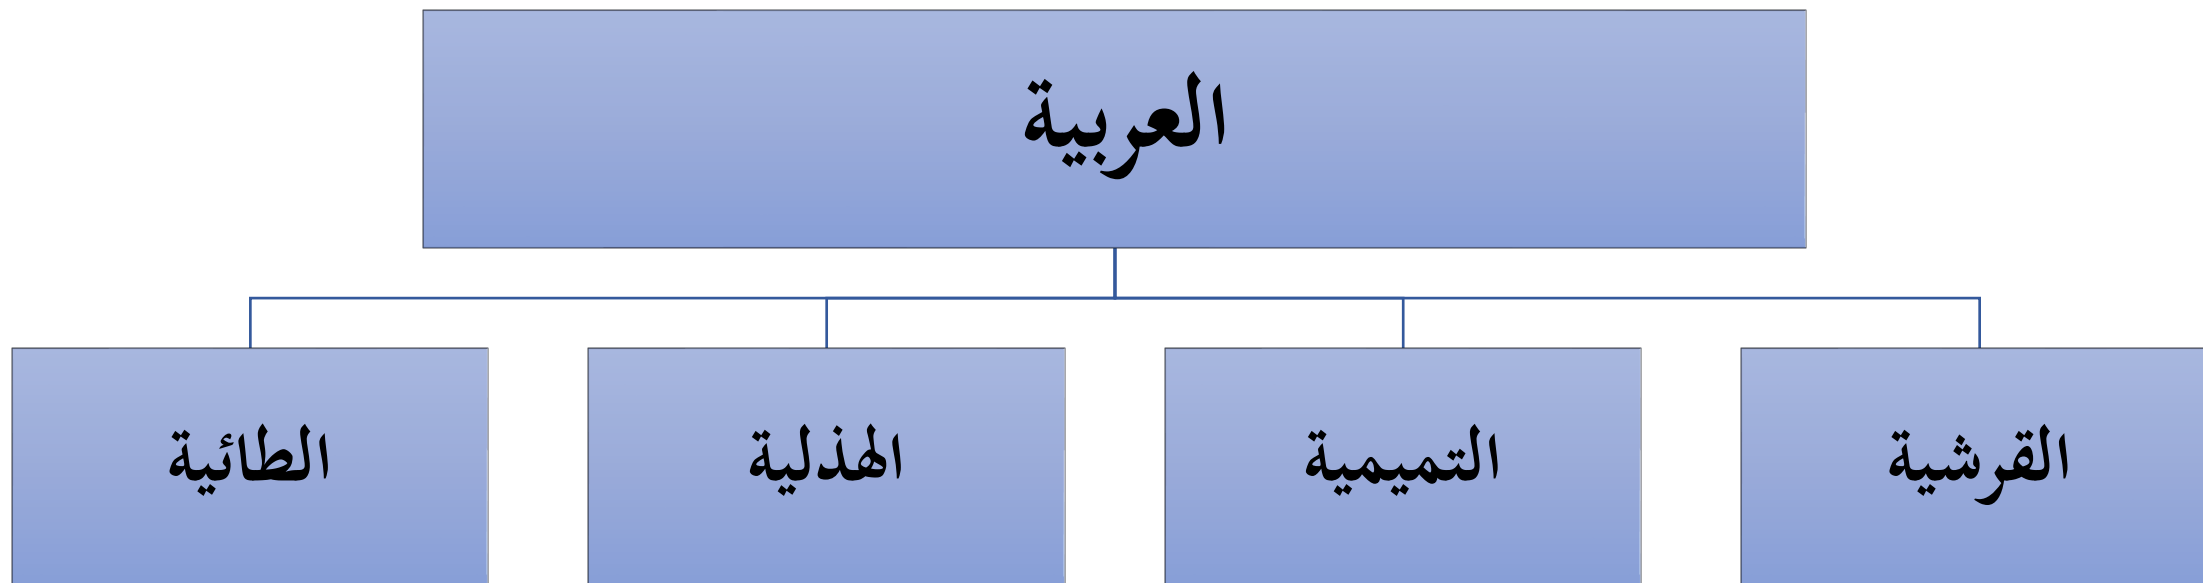 العربية
القرشية
التميمية
الهذلية
الطائية